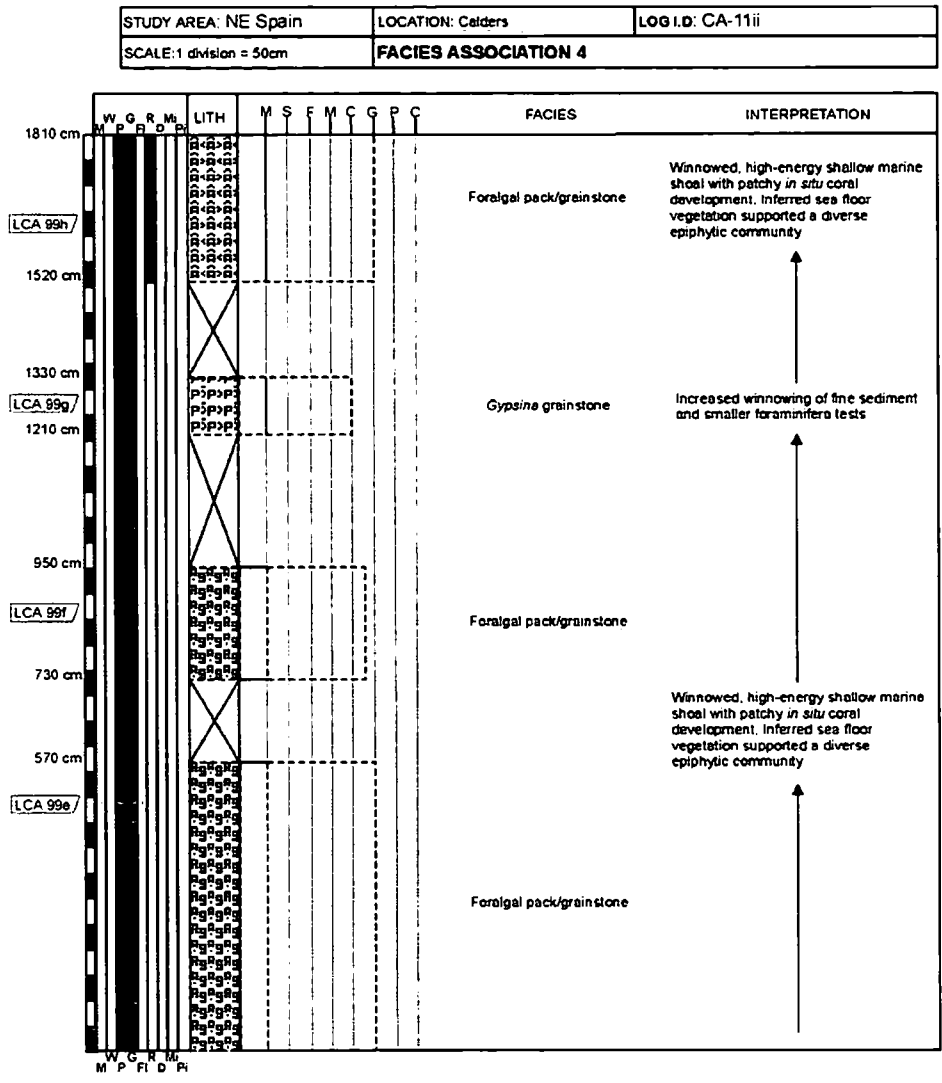 STUDY AREA: NE Spain LOCATION: Calders LOG I.D: CA-11ii
SCALE:1 division = 50cm FACIES ASSOCIATION 4
M W P G Fl R D Mi Pi LITH M S F M C G P C FACIES INTERPRETATION
1810 cm
Foralgal pack/grainstone
Winnowed, high-energy shallow marine
shoal with patchy in situ coral
development. Inferred sea floor
vegetation supported a diverse
epiphytic community
LCA 99h
1520 cm
1330 cm
LCA 99g
P>P>P
P>P>P
P>P>P
Gypsina grainstone
Increased winnowing of fine sediment
and smaller foraminifera tests
1210 cm
950 cm
LCA 99f
Foralgal pack/grainstone
730 cm
Winnowed, high-energy shallow marine
shoal with patchy in situ coral
development. Inferred sea floor
vegetation supported a diverse
epiphytic community
570 cm
LCA 99e
Foralgal pack/grainstone
M W P G Fl R D Mi Pi